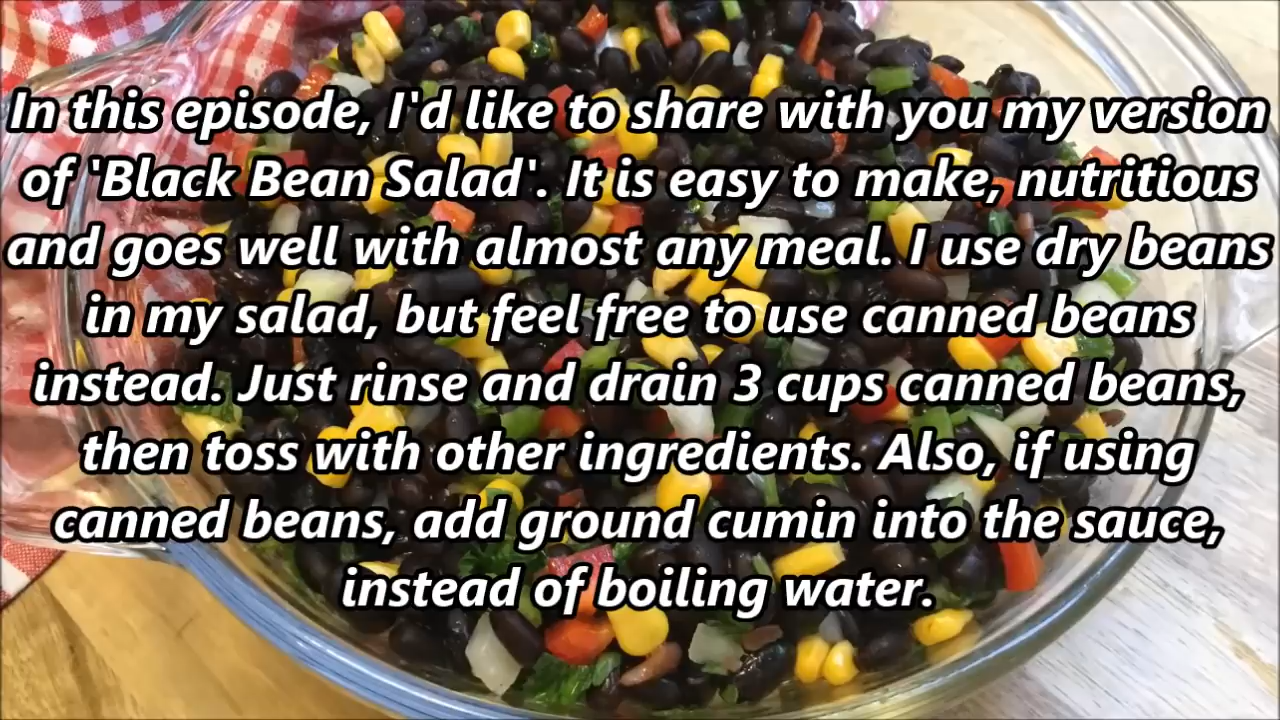 In this episode, I'd like to share with you my version
of 'Black Bean Salad'. It is easy to make, nutritious
and goes well with almost any meal. I use dry beans
in my salad, but feel free to use canned beans
instead. Just rinse and drain 3 cups canned beans,
then toss with other ingredients. Also, if using
canned beans, add ground cumin into the sauce,
instead of boiling water.